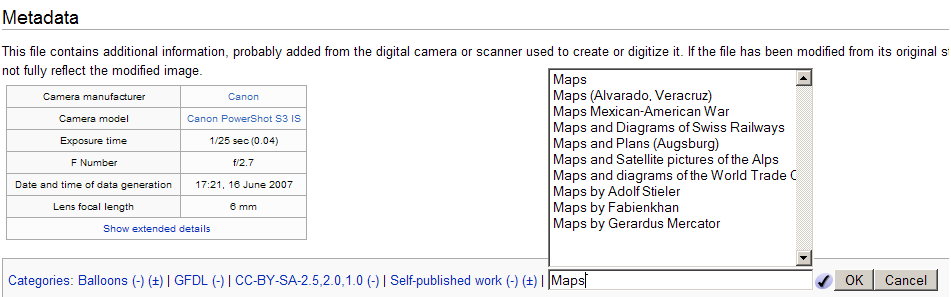 Metadata
This file contains additional information, probably added from the digital camera or scanner used to create or digitize it. If the file has been modified from its original
not fully reflect the modified image.
Camera manufacturer Canon
Camera model Canon PowerShot S3 IS
Exposure time 1/25 sec (0.04)
F Number f/2.7
Date and time of data generation 17:21, 16 June 2007
Lens focal length 6 mm
Show extended details
Maps
Maps (Alvarado, Veracruz)
Maps Mexican-American War
Maps and Diagrams of Swiss Railways
Maps and Plans (Augsburg)
Maps and Satellite pictures of the Alps
Maps and diagrams of the World Trade
Maps by Adolf Stieler
Maps by Fabienkhan
Maps by Gerardus Mercator
Categories: Balloons (-) (±) | GFDL (-) | CC-BY-SA-2.5,2.0,1.0 (-) | Self-published work (-) (±) | Maps OK Cancel